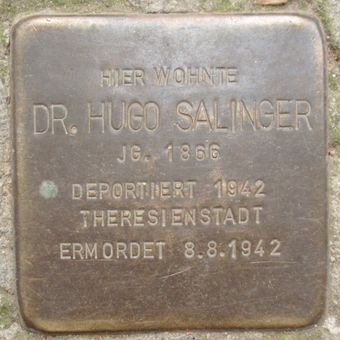 HIER WOHNTE
DR. HUGO SALINGER
JG. 1866
DEPORTIERT 1942
THERESIENSTADT
ERMORDET 8.8.1942